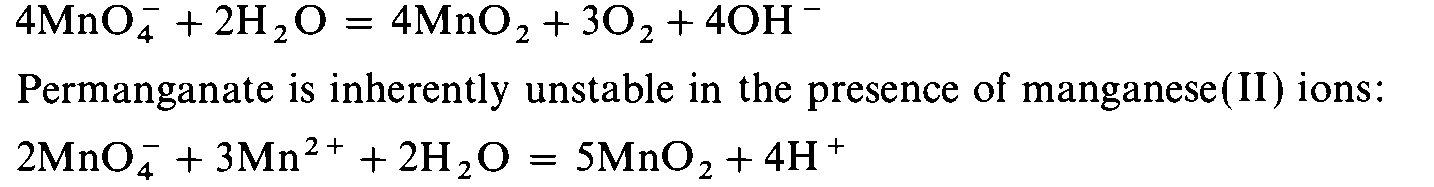 4MnO₄⁻ + 2H₂O = 4MnO₂ + 3O₂ + 4OH⁻
Permanganate is inherently unstable in the presence of manganese(II) ions:
2MnO₄⁻ + 3Mn²⁺ + 2H₂O = 5MnO₂ + 4H⁺